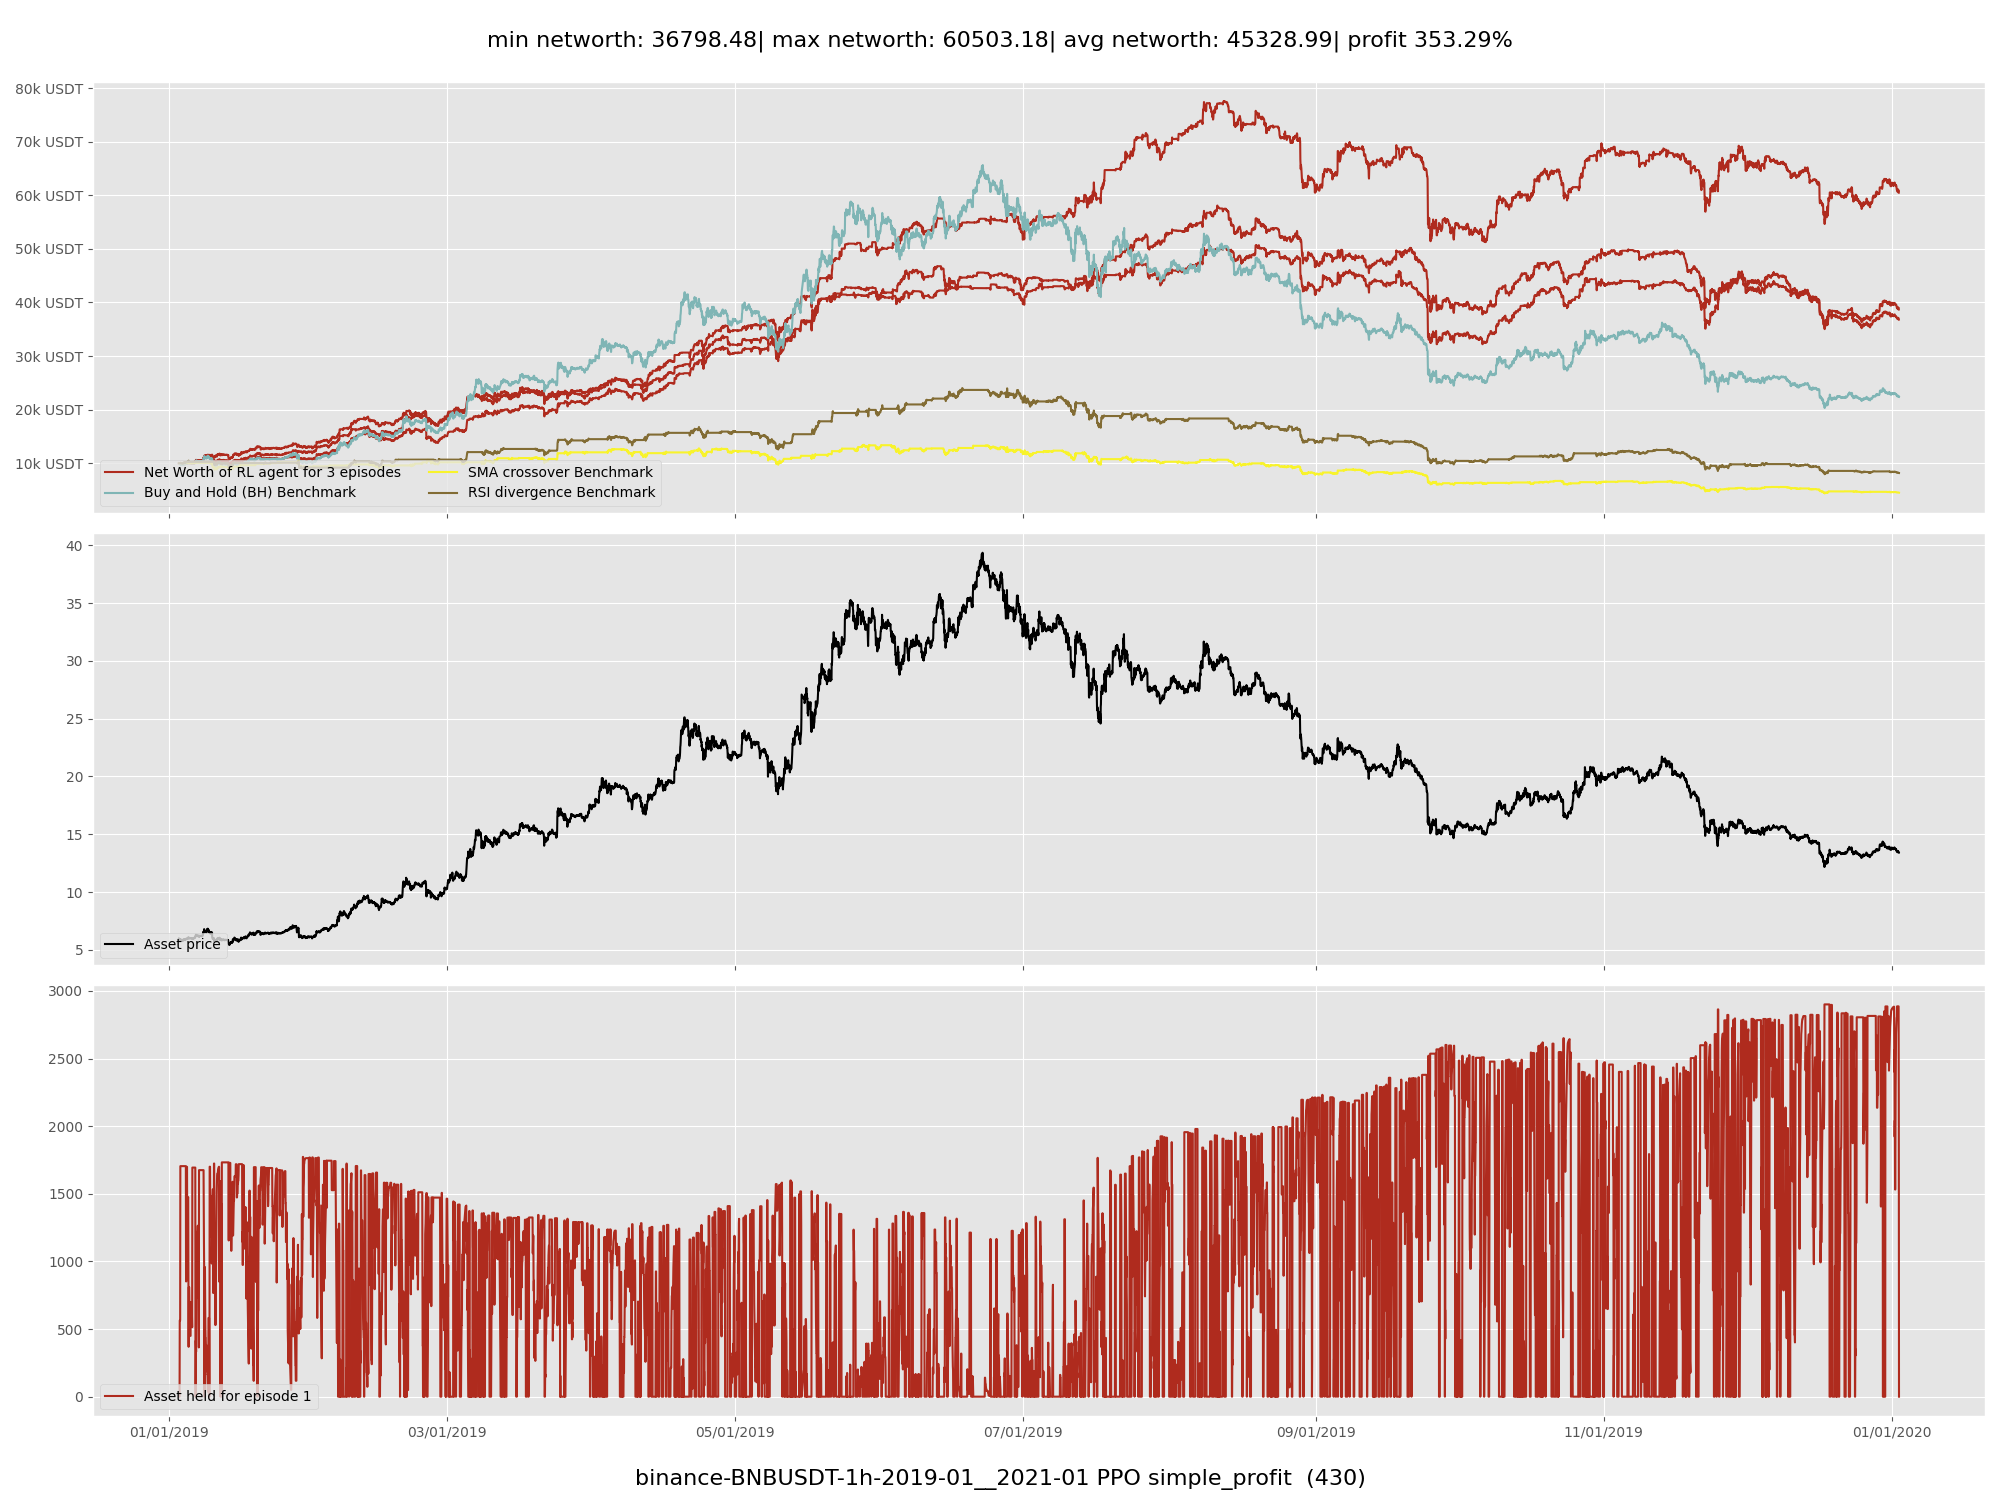 min networth: 36798.48| max networth: 60503.18| avg networth: 45328.99| profit 353.29%
80k USDT
70k USDT
60k USDT
50k USDT
40k USDT
30k USDT
20k USDT
10k USDT
Net Worth of RL agent for 3 episodes
Buy and Hold (BH) Benchmark
SMA crossover Benchmark
RSI divergence Benchmark
40
35
30
25
20
15
10
5
Asset price
3000
2500
2000
1500
1000
500
0
Asset held for episode 1
01/01/2019 03/01/2019 05/01/2019 07/01/2019 09/01/2019 11/01/2019 01/01/2020
binance-BNBUSDT-1h-2019-01__2021-01 PPO simple_profit (430)